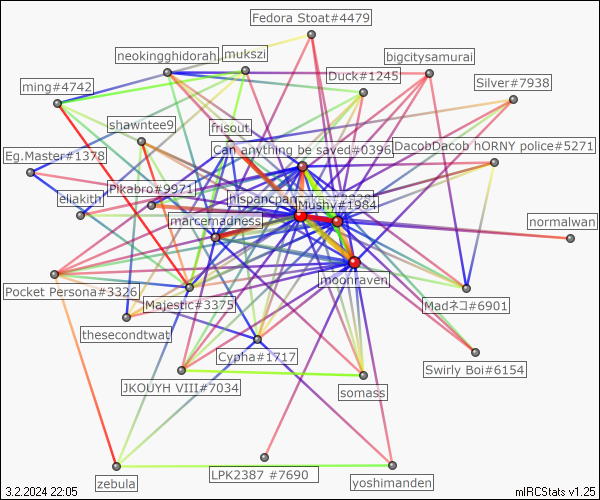 Fedora Stoat#4479
neokingghidorah
mukszi
bigcitysamurai
ming#4742
Duck#1245
Silver#7938
shawntee9
frisout
Can anything be saved#0396
DacobDacob hORNY police#5271
Eg.Master#1378
Pikabro#9971
eliakith
hispancpan
Mushy#1984
marcemadness
normalwan
moonraven
Pocket Persona#3326
Majestic#3375
Madネコ#6901
thesecondtwat
Cypha#1717
Swirly Boi#6154
JKOUYH VIII#7034
somass
LPK2387 #7690
zebula
yoshimanden
3.2.2024 22:05
mIRCStats v1.25